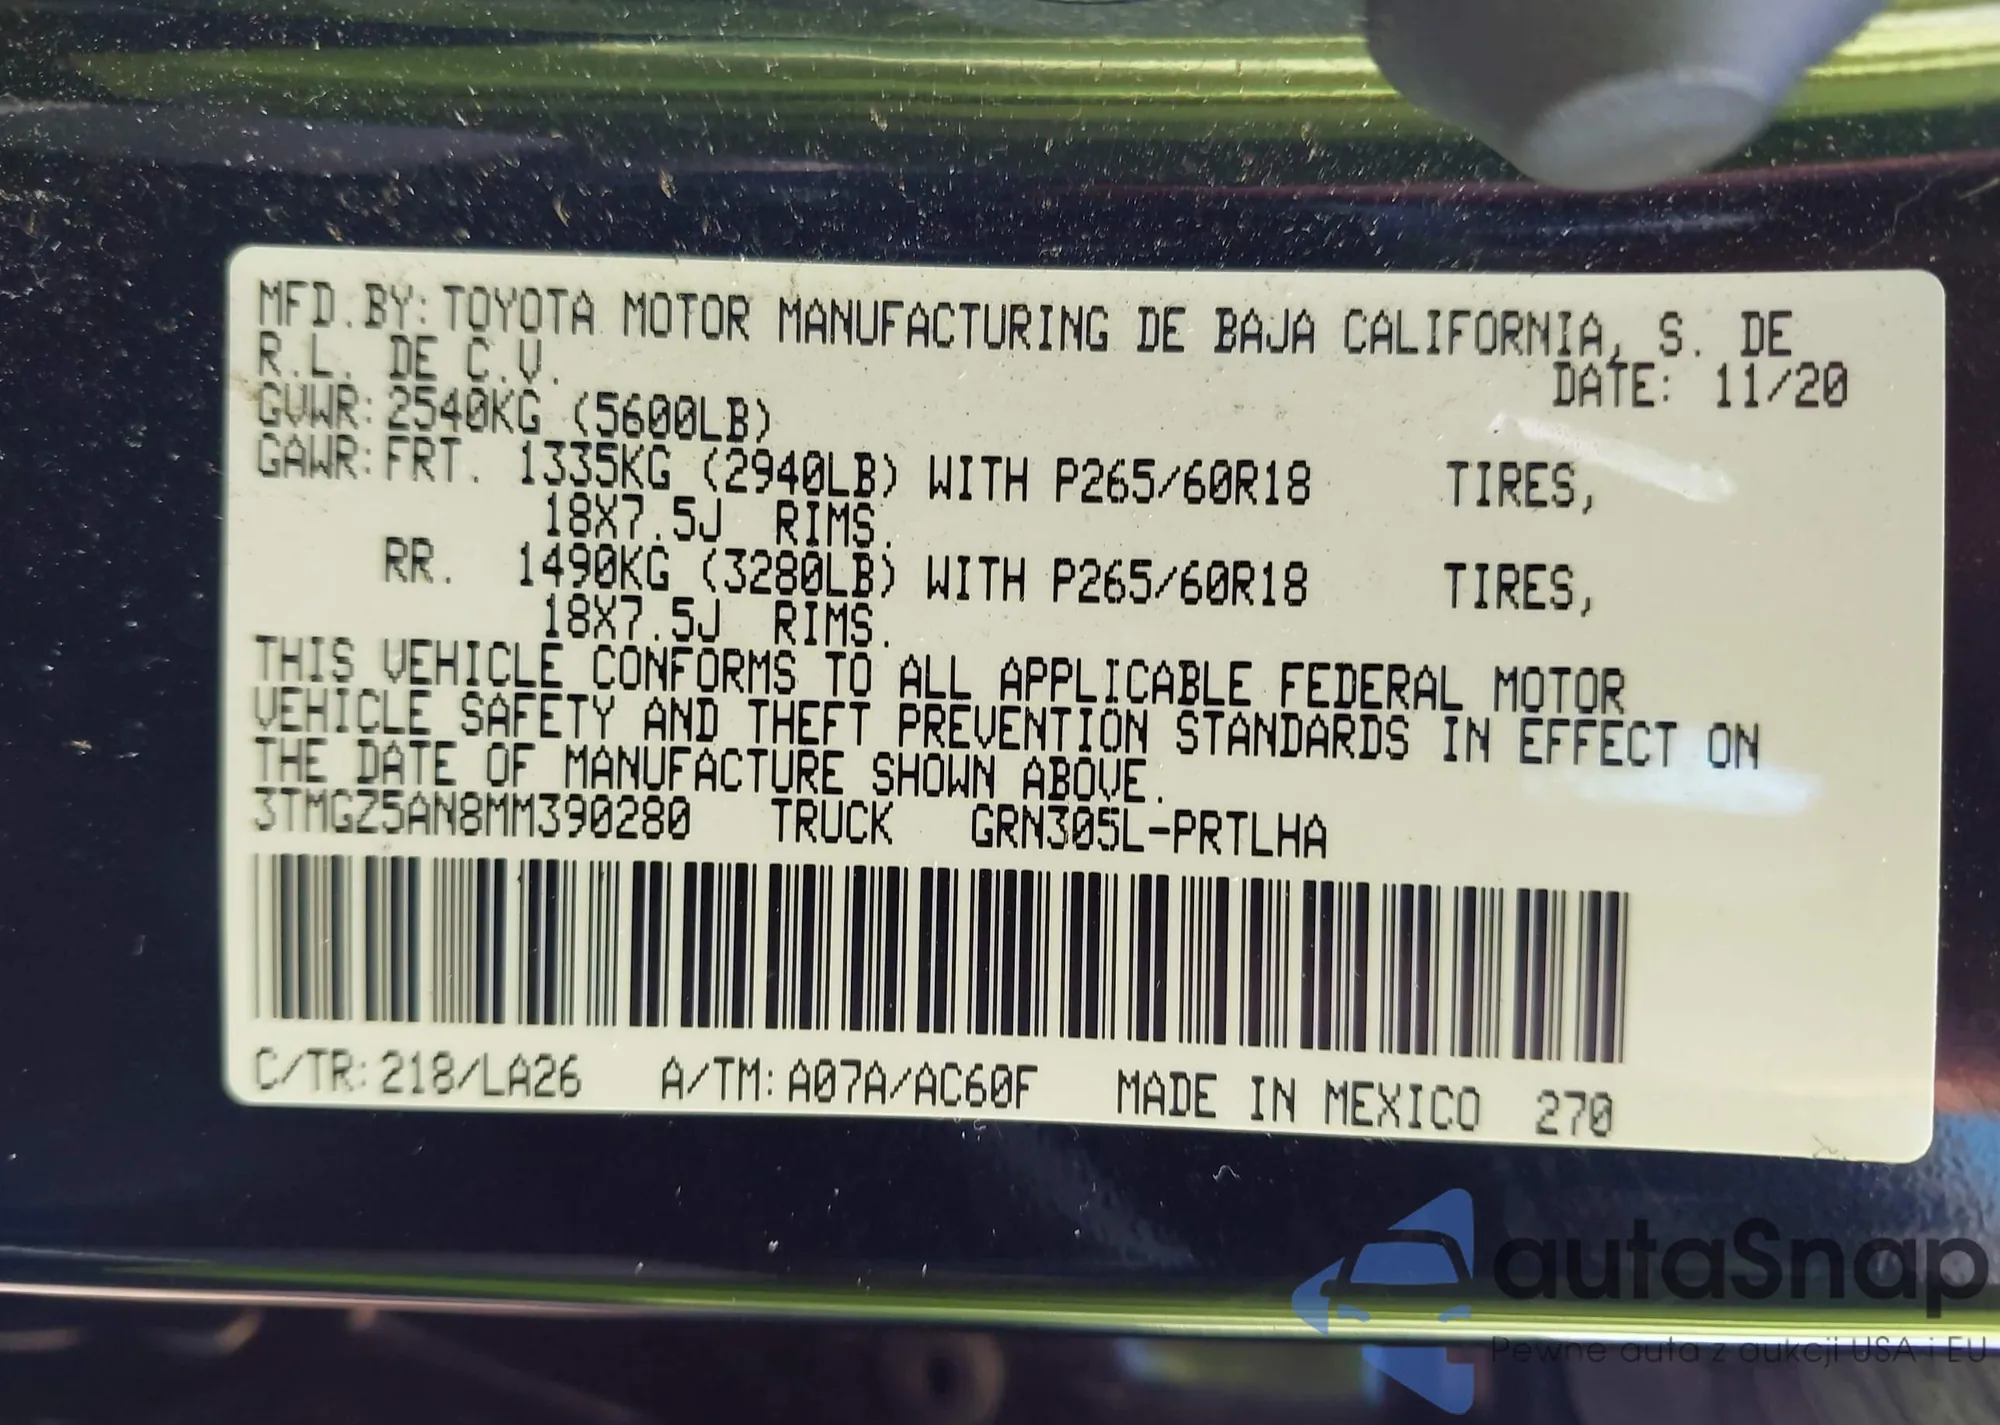 MFD.BY:TOYOTA MOTOR MANUFACTURING DE BAJA CALIFORNIA, S. DE
R.L. DE C.V.
DATE: 11/20
GVWR:2540KG (5600LB)
GAWR:FRT. 1335KG (2940LB) WITH P265/60R18 TIRES,
18X7.5J RIMS.
RR. 1490KG (3280LB) WITH P265/60R18 TIRES,
18X7.5J RIMS.
THIS VEHICLE CONFORMS TO ALL APPLICABLE FEDERAL MOTOR
VEHICLE SAFETY AND THEFT PREVENTION STANDARDS IN EFFECT ON
THE DATE OF MANUFACTURE SHOWN ABOVE.
3TMGZ5AN8MM390280 TRUCK GRN305L-PRTLHA
C/TR:218/LA26 A/TM:A07A/AC60F MADE IN MEXICO 270
autaSnap
Pewne auta z aukcji USA i EU